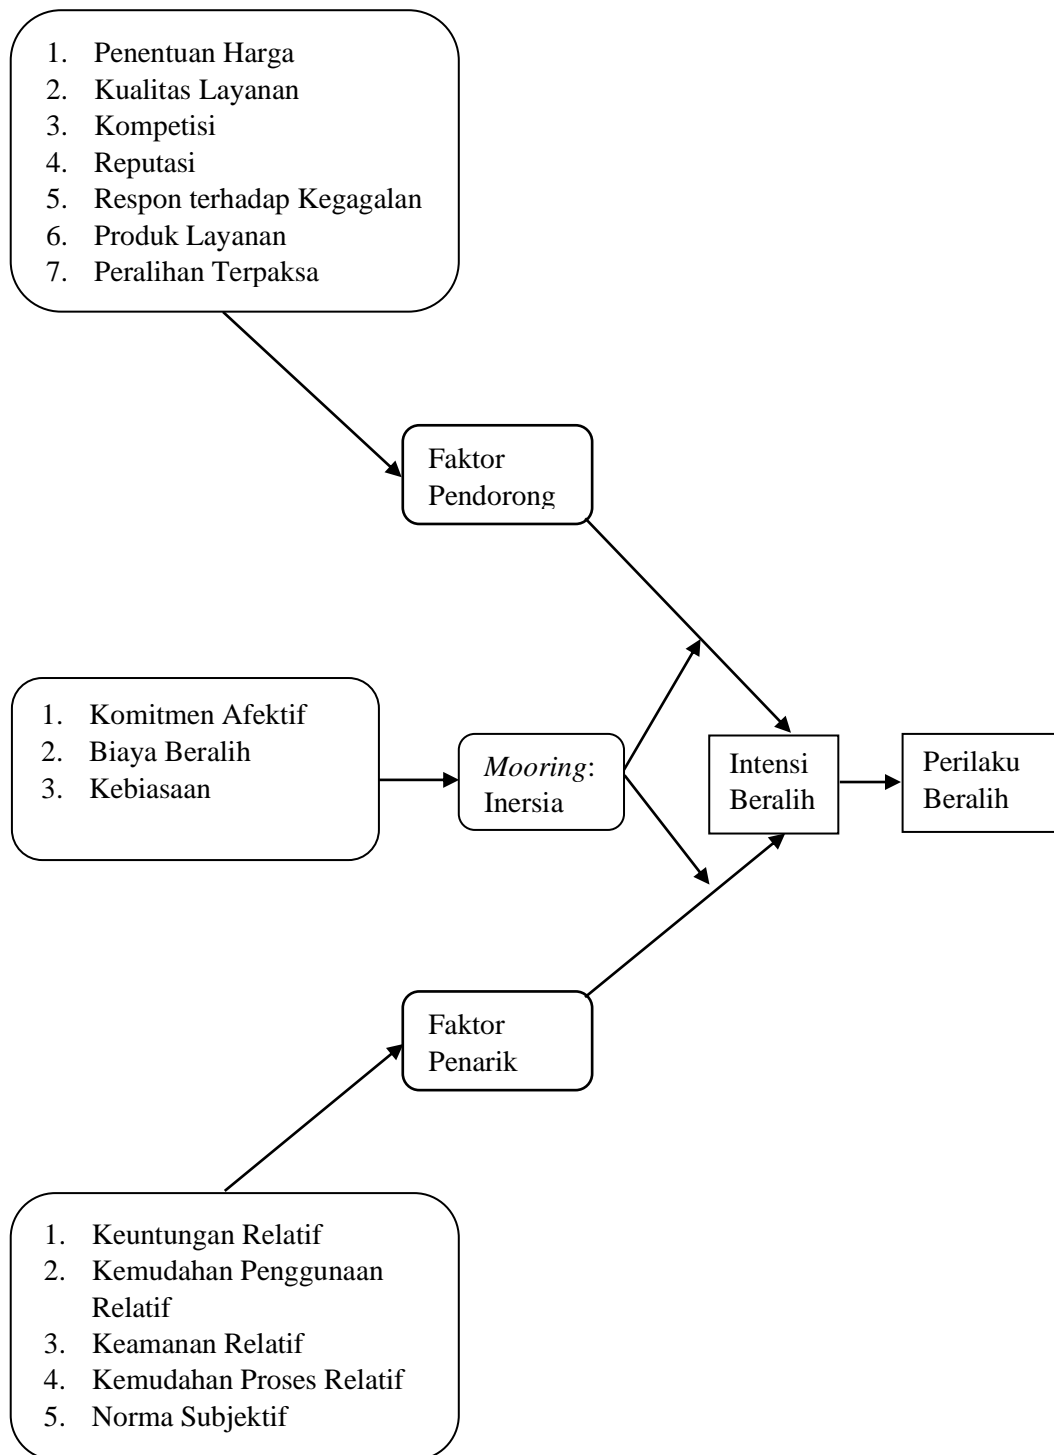 1. Penentuan Harga
2. Kualitas Layanan
3. Kompetisi
4. Reputasi
5. Respon terhadap Kegagalan
6. Produk Layanan
7. Peralihan Terpaksa
Faktor
Pendorong
1. Komitmen Afektif
2. Biaya Beralih
3. Kebiasaan
Mooring:
Inersia
Intensi
Beralih
Perilaku
Beralih
Faktor
Penarik
1. Keuntungan Relatif
2. Kemudahan Penggunaan
Relatif
3. Keamanan Relatif
4. Kemudahan Proses Relatif
5. Norma Subjektif